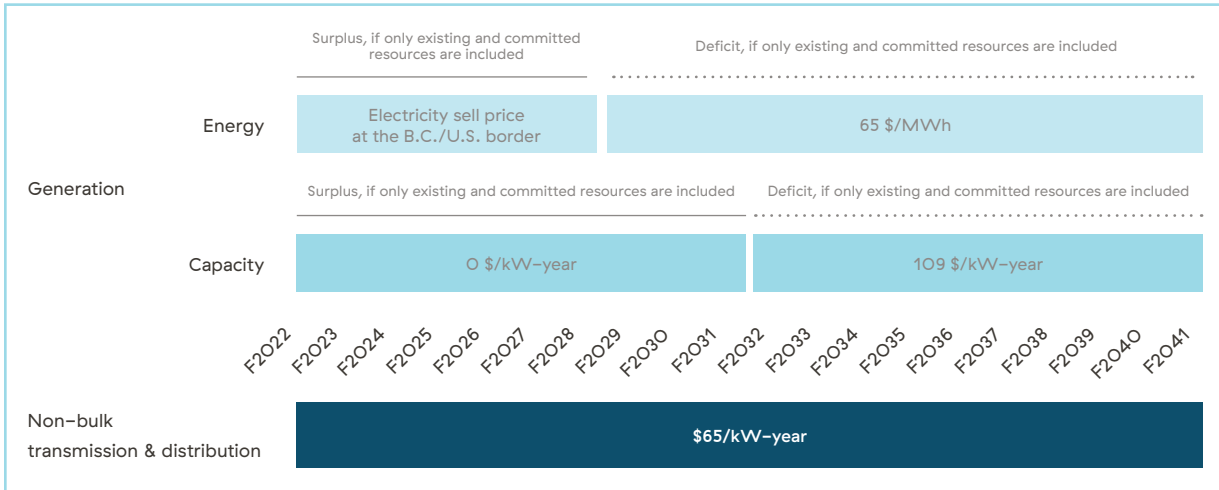 Surplus, if only existing and committed
resources are included
Deficit, if only existing and committed resources are included
Energy
Electricity sell price
at the B.C./U.S. border
65 $/MWh
Generation
Surplus, if only existing and committed resources are included
Deficit, if only existing and committed resources are included
Capacity
0 $/kW-year
109 $/kW-year
F2022
F2023
F2024
F2025
F2026
F2027
F2028
F2029
F2030
F2031
F2032
F2033
F2034
F2035
F2036
F2037
F2038
F2039
F2040
F2041
Non-bulk
transmission & distribution
$65/kW-year